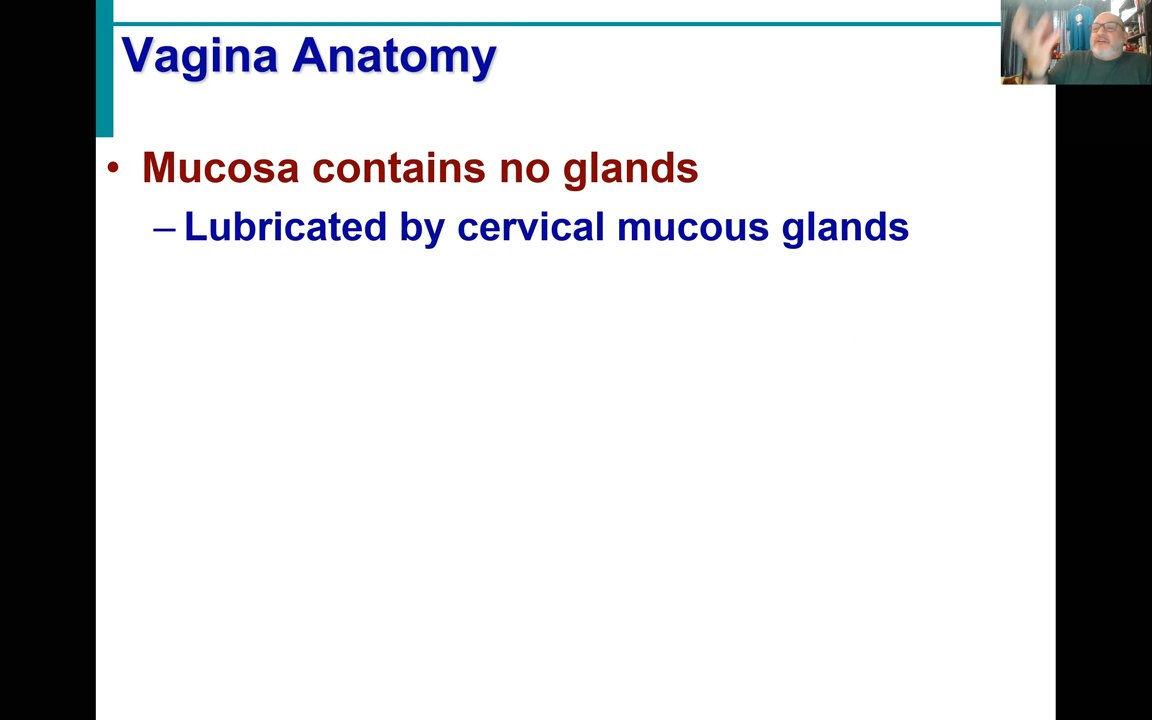 Vagina Anatomy
• Mucosa contains no glands
– Lubricated by cervical mucous glands